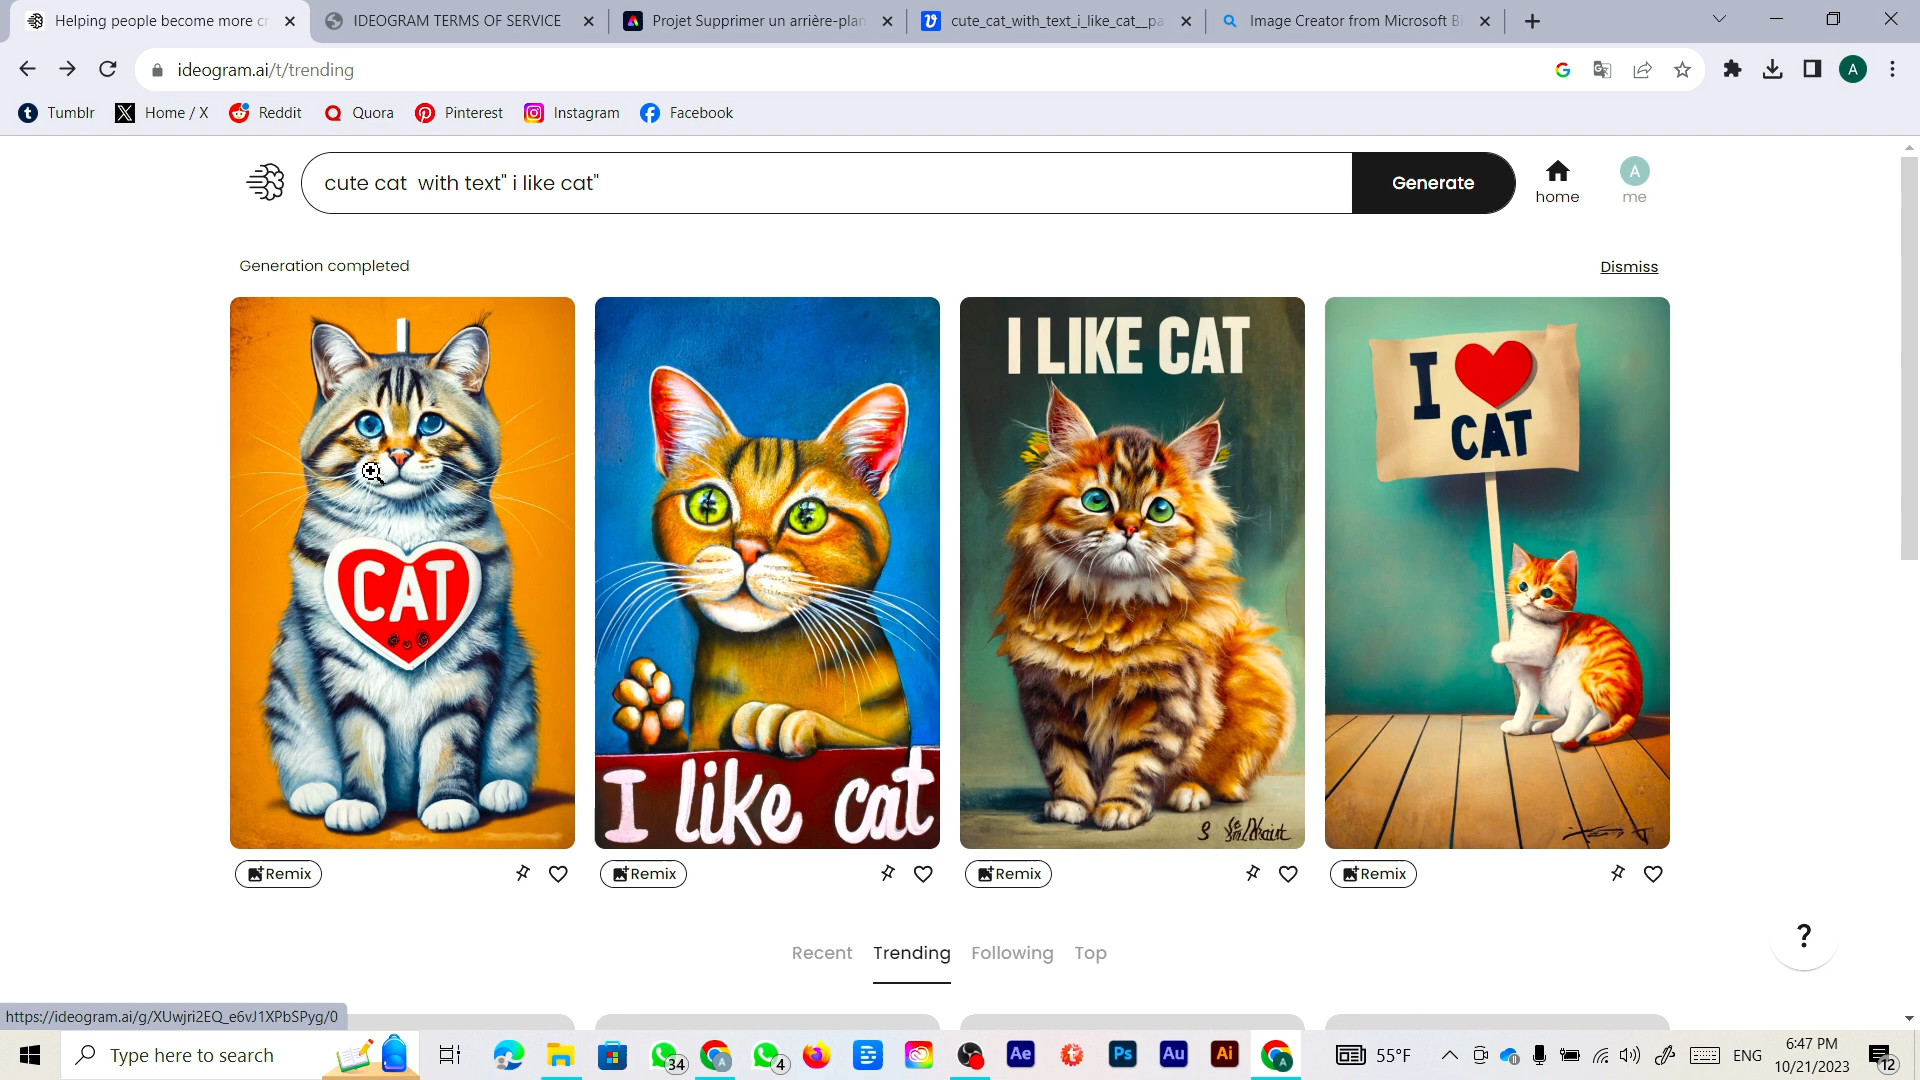 Helping people become more cr
IDEOGRAM TERMS OF SERVICE
Projet Supprimer un arrière-plan
cute_cat_with_text_i_like_cat__pa
Image Creator from Microsoft Bi
ideogram.ai/t/trending
A
Tumblr
Home / X
Reddit
Quora
Pinterest
Instagram
Facebook
cute cat  with text" i like cat"
Generate
home
A
me
Generation completed
Dismiss
CAT
I like cat
I LIKE CAT
I
CAT
Remix
Remix
Remix
Remix
Recent
Trending
Following
Top
?
https://ideogram.ai/g/XUwjri2EQ_e6vJ1XPbSPyg/0
Type here to search
34
4
Ae
Ps
Au
Ai
55°F
ENG
6:47 PM
10/21/2023
12